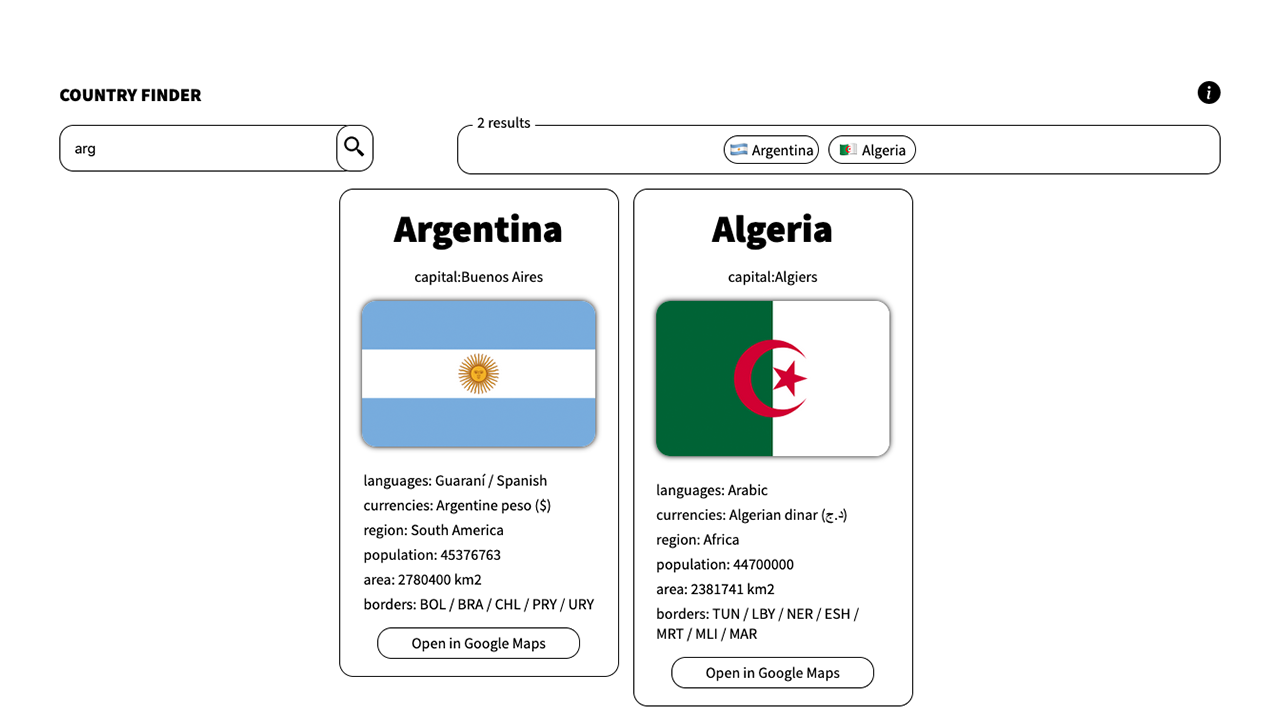 COUNTRY FINDER
i
arg
2 results
Argentina
Algeria
Argentina
capital:Buenos Aires
languages: Guaraní / Spanish
currencies: Argentine peso ($)
region: South America
population: 45376763
area: 2780400 km2
borders: BOL / BRA / CHL / PRY / URY
Open in Google Maps
Algeria
capital:Algiers
languages: Arabic
currencies: Algerian dinar (د.ج)
region: Africa
population: 44700000
area: 2381741 km2
borders: TUN / LBY / NER / ESH /
MRT / MLI / MAR
Open in Google Maps